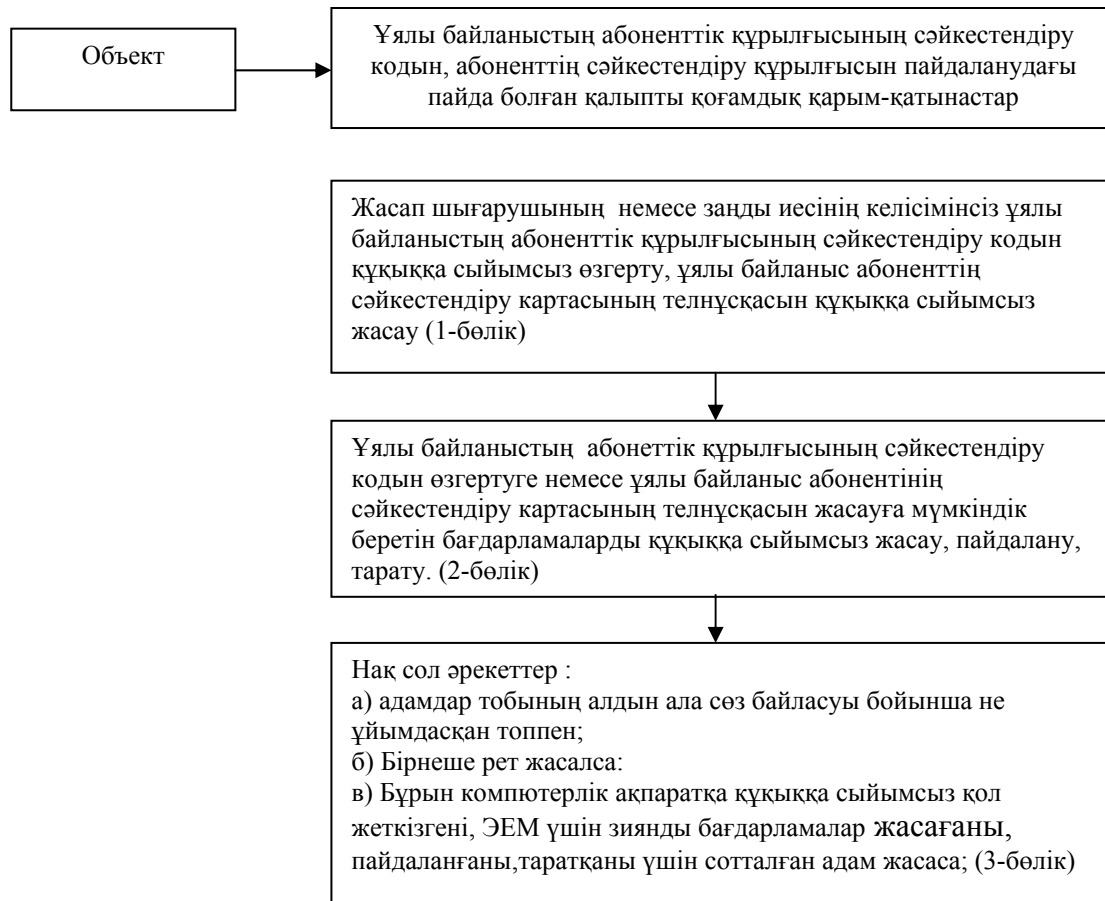 Объект
Ұялы байланыстың абоненттік құрылғысының сәйкестендіру
кодын, абоненттің сәйкестендіру құрылғысын пайдаланудағы
пайда болған қалыпты қоғамдық қарым-қатынастар
Жасап шығарушының немесе заңды иесінің келісімінсіз ұялы
байланыстың абоненттік құрылғысының сәйкестендіру кодын
құқыққа сыйымсыз өзгерту, ұялы байланыс абоненттің
сәйкестендіру картасының телнұсқасын құқыққа сыйымсыз
жасау (1-бөлік)
Ұялы байланыстың абонеттік құрылғысының сәйкестендіру
кодын өзгертуге немесе ұялы байланыс абонентінің
сәйкестендіру картасының телнұсқасын жасауға мүмкіндік
беретін бағдарламаларды құқыққа сыйымсыз жасау, пайдалану,
тарату. (2-бөлік)
Нақ сол әрекеттер :
а) адамдар тобының алдын ала сөз байласуы бойынша не
ұйымдасқан топпен;
б) Бірнеше рет жасалса:
в) Бұрын компютерлік ақпаратқа құқыққа сыйымсыз қол
жеткізгені, ЭЕМ үшін зиянды бағдарламалар жасағаны,
пайдаланғаны,таратқаны үшін сотталған адам жасаса; (3-бөлік)